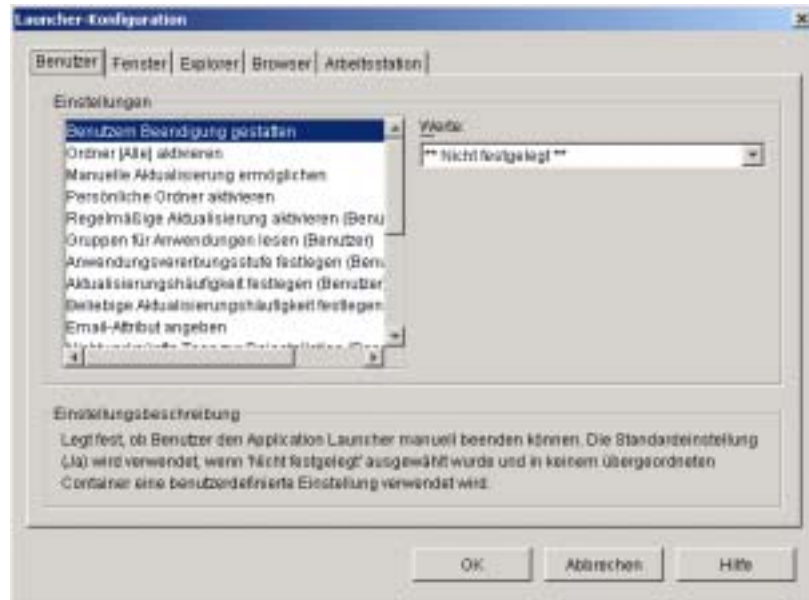 Launcher-Konfiguration
Benutzer Fenster Explorer Browser Arbeitsstation
Einstellungen
Benutzern Beendigung gestatten
Ordner [Alle] aktivieren
Manuelle Aktualisierung ermöglichen
Persönliche Ordner aktivieren
Regelmäßige Aktualisierung aktivieren (Benu
Gruppen für Anwendungen lesen (Benutzer)
Anwendungsvererbungsstufe festlegen (Ben
Aktualisierungshäufigkeit festlegen (Benutzer
Beliebige Aktualisierungshäufigkeit festlegen
Email-Attribut angeben
Werte:
** Nicht festgelegt **
Einstellungsbeschreibung
Legt fest, ob Benutzer den Application Launcher manuell beenden können. Die Standardeinstellung
(Ja) wird verwendet, wenn 'Nicht festgelegt' ausgewählt wurde und in keinem übergeordneten
Container eine benutzerdefinierte Einstellung verwendet wird.
OK Abbrechen Hilfe